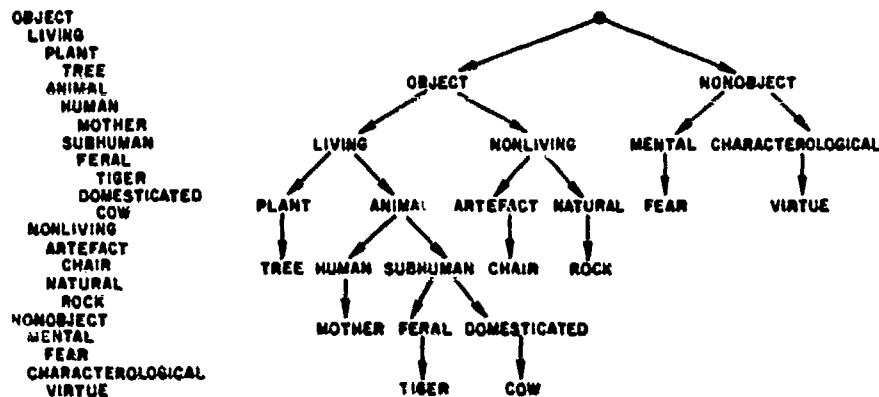 OBJECT
LIVING
PLANT
TREE
ANIMAL
HUMAN
MOTHER
SUBHUMAN
FERAL
TIGER
DOMESTICATED
COW
NONLIVING
ARTEFACT
CHAIR
NATURAL
ROCK
NONOBJECT
MENTAL
FEAR
CHARACTEROLOGICAL
VIRTUE
OBJECT NONOBJECT
LIVING NONLIVING MENTAL CHARACTEROLOGICAL
PLANT ANIMAL ARTEFACT NATURAL FEAR VIRTUE
TREE HUMAN SUBHUMAN CHAIR ROCK
MOTHER FERAL DOMESTICATED
TIGER COW